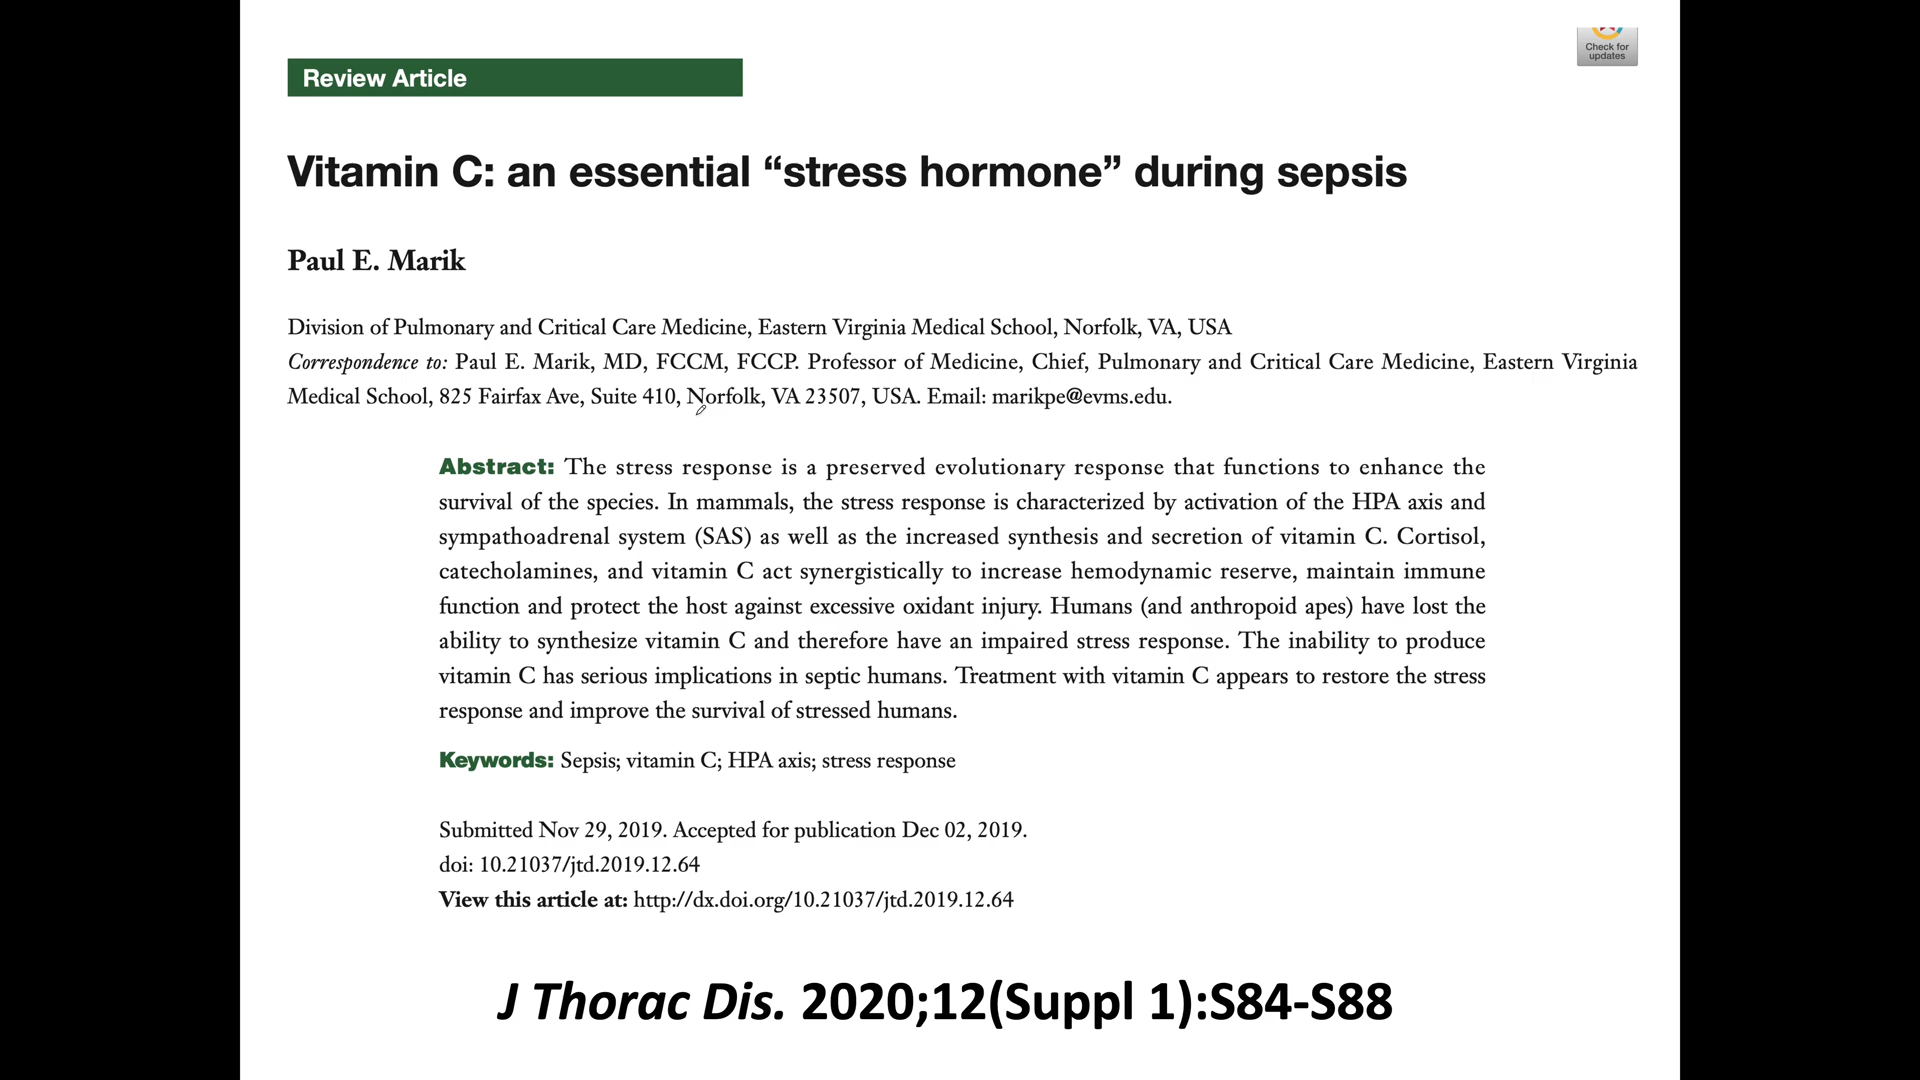 Check for
updates
Review Article
Vitamin C: an essential “stress hormone” during sepsis
Paul E. Marik
Division of Pulmonary and Critical Care Medicine, Eastern Virginia Medical School, Norfolk, VA, USA
Correspondence to: Paul E. Marik, MD, FCCM, FCCP. Professor of Medicine, Chief, Pulmonary and Critical Care Medicine, Eastern Virginia
Medical School, 825 Fairfax Ave, Suite 410, Norfolk, VA 23507, USA. Email: marikpe@evms.edu.
Abstract: The stress response is a preserved evolutionary response that functions to enhance the
survival of the species. In mammals, the stress response is characterized by activation of the HPA axis and
sympathoadrenal system (SAS) as well as the increased synthesis and secretion of vitamin C. Cortisol,
catecholamines, and vitamin C act synergistically to increase hemodynamic reserve, maintain immune
function and protect the host against excessive oxidant injury. Humans (and anthropoid apes) have lost the
ability to synthesize vitamin C and therefore have an impaired stress response. The inability to produce
vitamin C has serious implications in septic humans. Treatment with vitamin C appears to restore the stress
response and improve the survival of stressed humans.
Keywords: Sepsis; vitamin C; HPA axis; stress response
Submitted Nov 29, 2019. Accepted for publication Dec 02, 2019.
doi: 10.21037/jtd.2019.12.64
View this article at: http://dx.doi.org/10.21037/jtd.2019.12.64
J Thorac Dis. 2020;12(Suppl 1):S84-S88